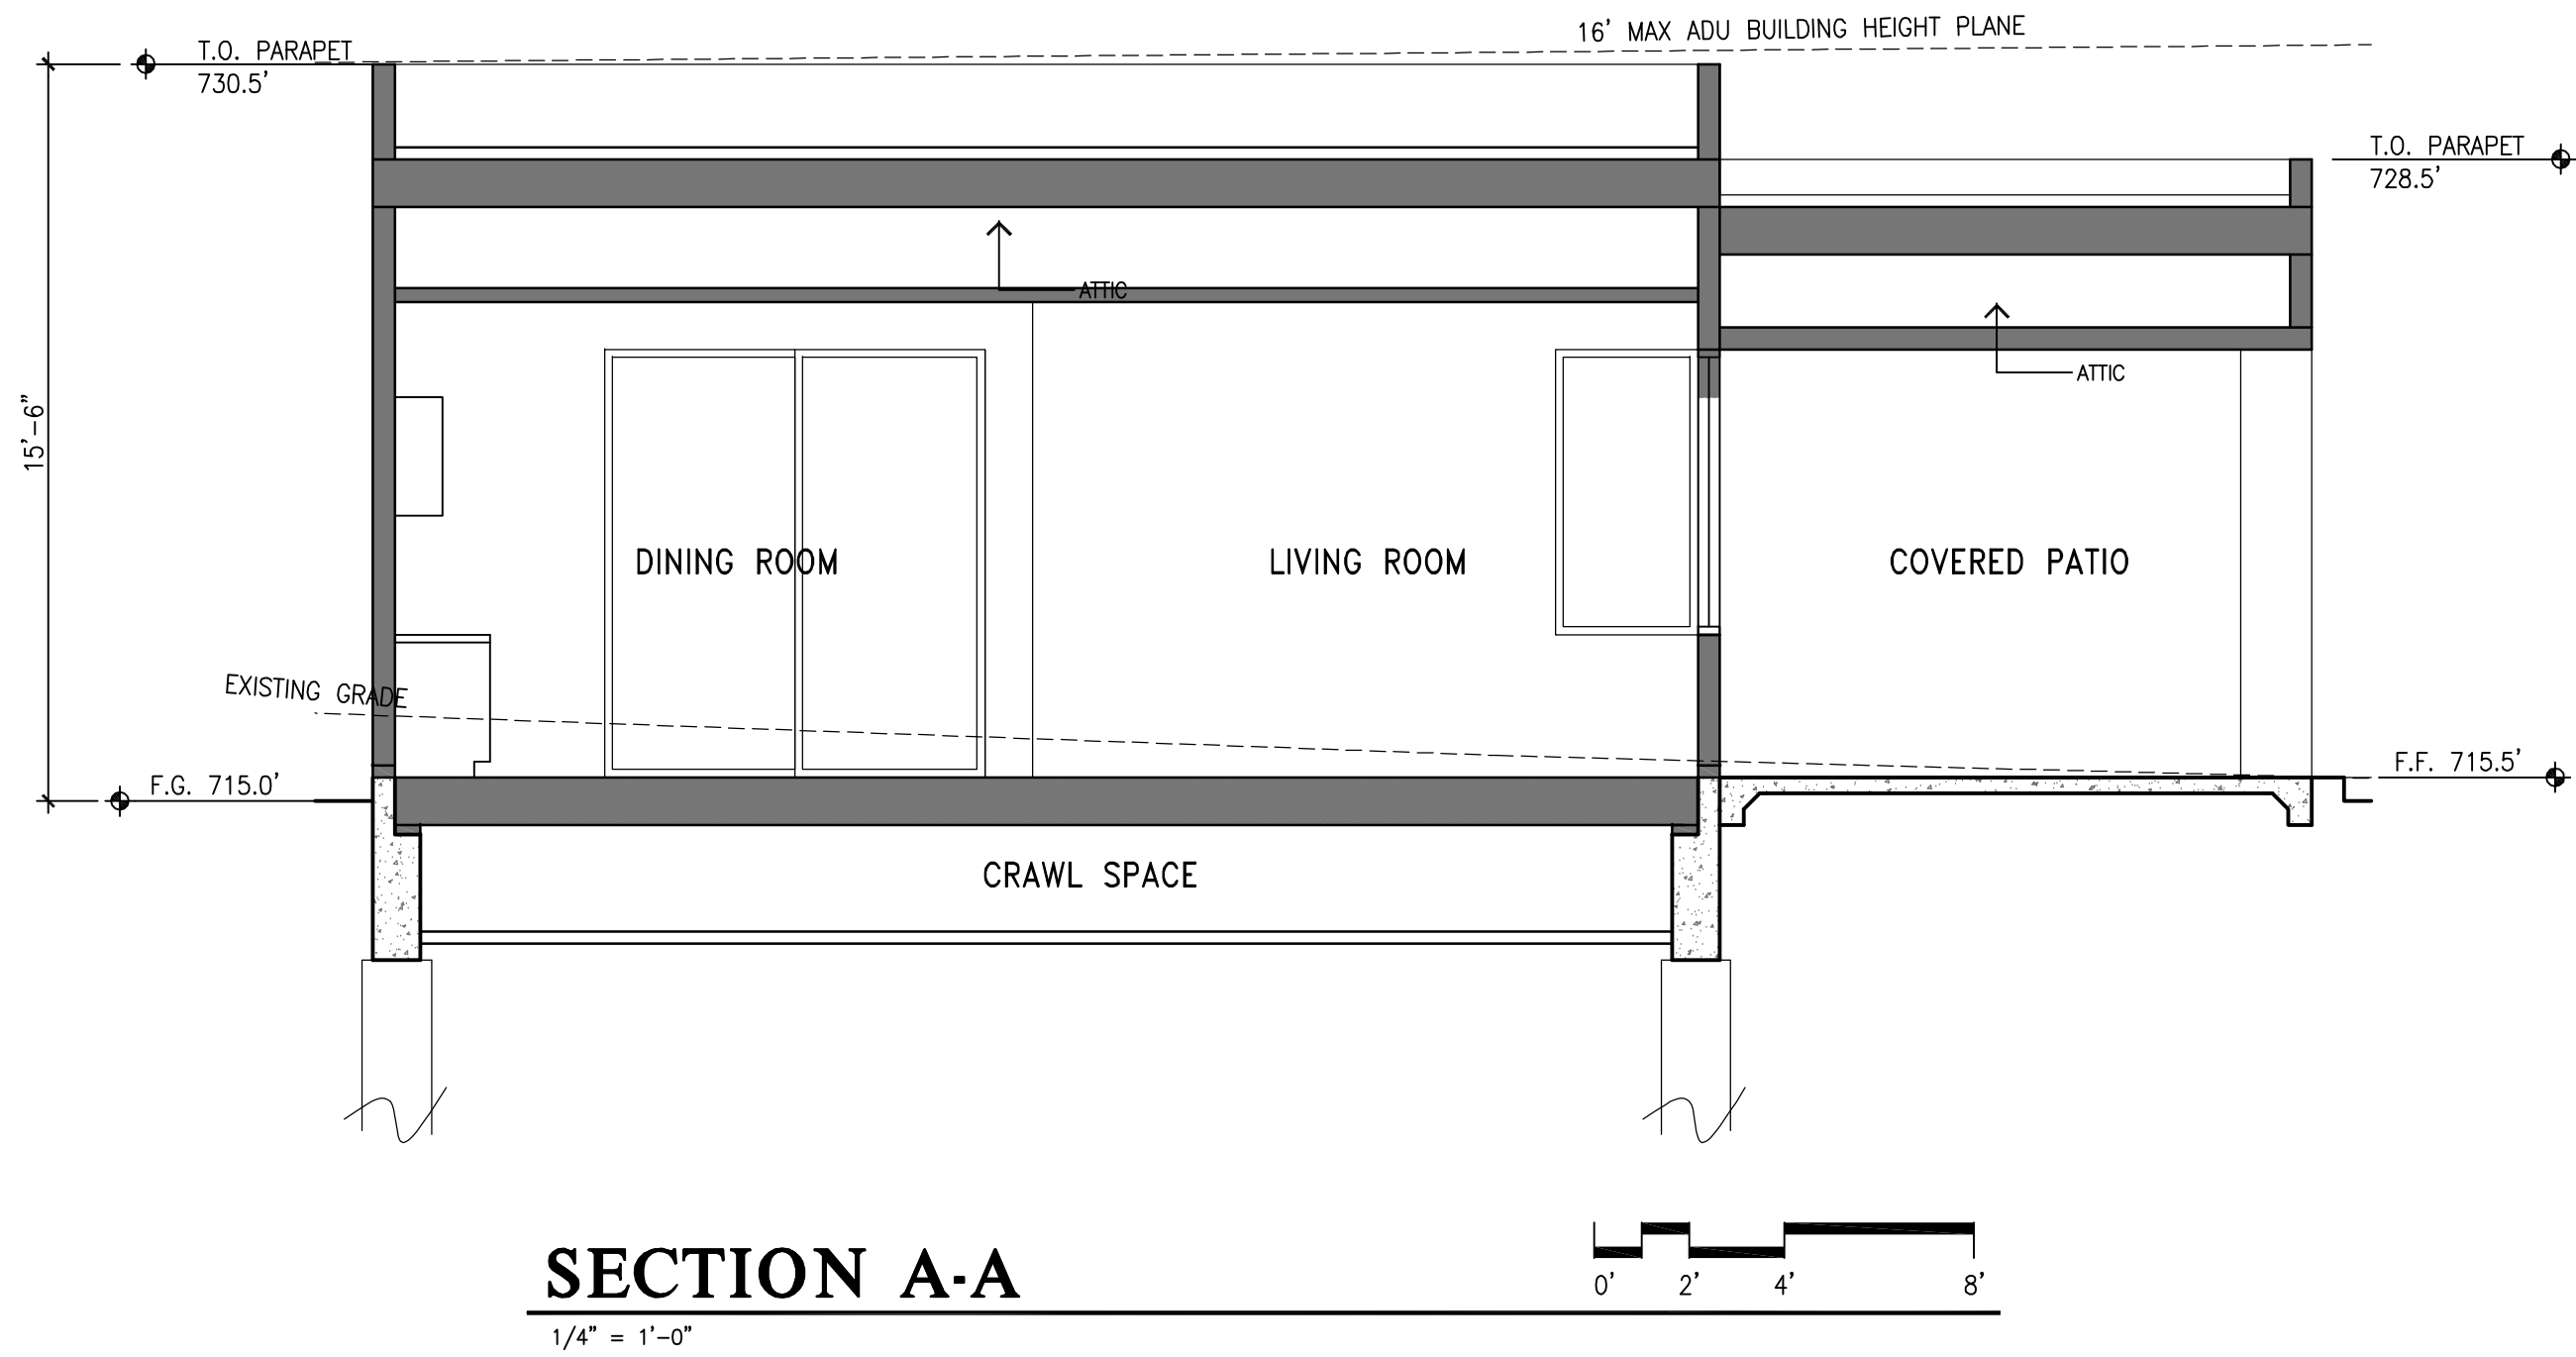 16' MAX ADU BUILDING HEIGHT PLANE
T.O. PARAPET
730.5'
T.O. PARAPET
728.5'
ATTIC
ATTIC
15'-6"
DINING ROOM
LIVING ROOM
COVERED PATIO
EXISTING GRADE
F.G. 715.0'
F.F. 715.5'
CRAWL SPACE
SECTION A-A
0' 2' 4' 8'
1/4" = 1'-0"